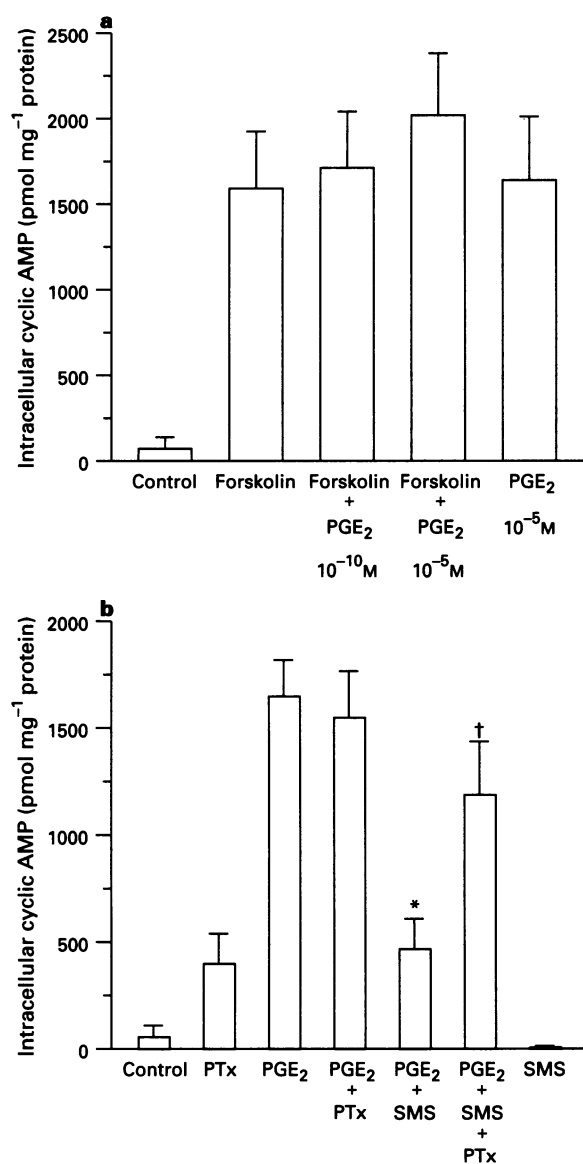 a
Intracellular cyclic AMP (pmol mg⁻¹ protein)
2500
2000
1500
1000
500
0
Control Forskolin Forskolin Forskolin PGE₂
+ +
PGE₂ PGE₂ 10⁻⁵M
10⁻¹⁰M 10⁻⁵M
b
Intracellular cyclic AMP (pmol mg⁻¹ protein)
2000
1500
1000
500
0
*
†
Control PTx PGE₂ PGE₂ PGE₂ PGE₂ SMS
+ + +
PTx SMS SMS
+
PTx